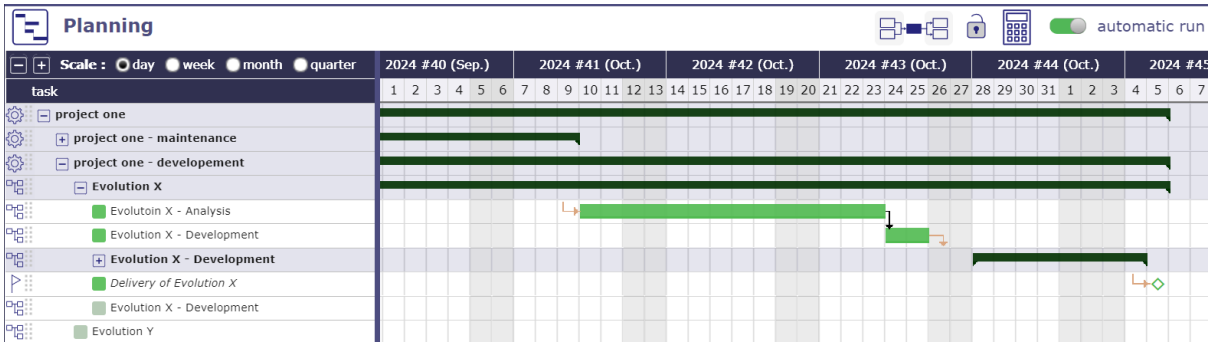 Planning
automatic run
Scale : day week month quarter
2024 #40 (Sep.) 2024 #41 (Oct.) 2024 #42 (Oct.) 2024 #43 (Oct.) 2024 #44 (Oct.) 2024 #45
task
1 2 3 4 5 6 7 8 9 10 11 12 13 14 15 16 17 18 19 20 21 22 23 24 25 26 27 28 29 30 31 1 2 3 4 5 6 7
project one
project one - maintenance
project one - developement
Evolution X
Evolutoin X - Analysis
Evolution X - Development
Evolution X - Development
Delivery of Evolution X
Evolution X - Development
Evolution Y